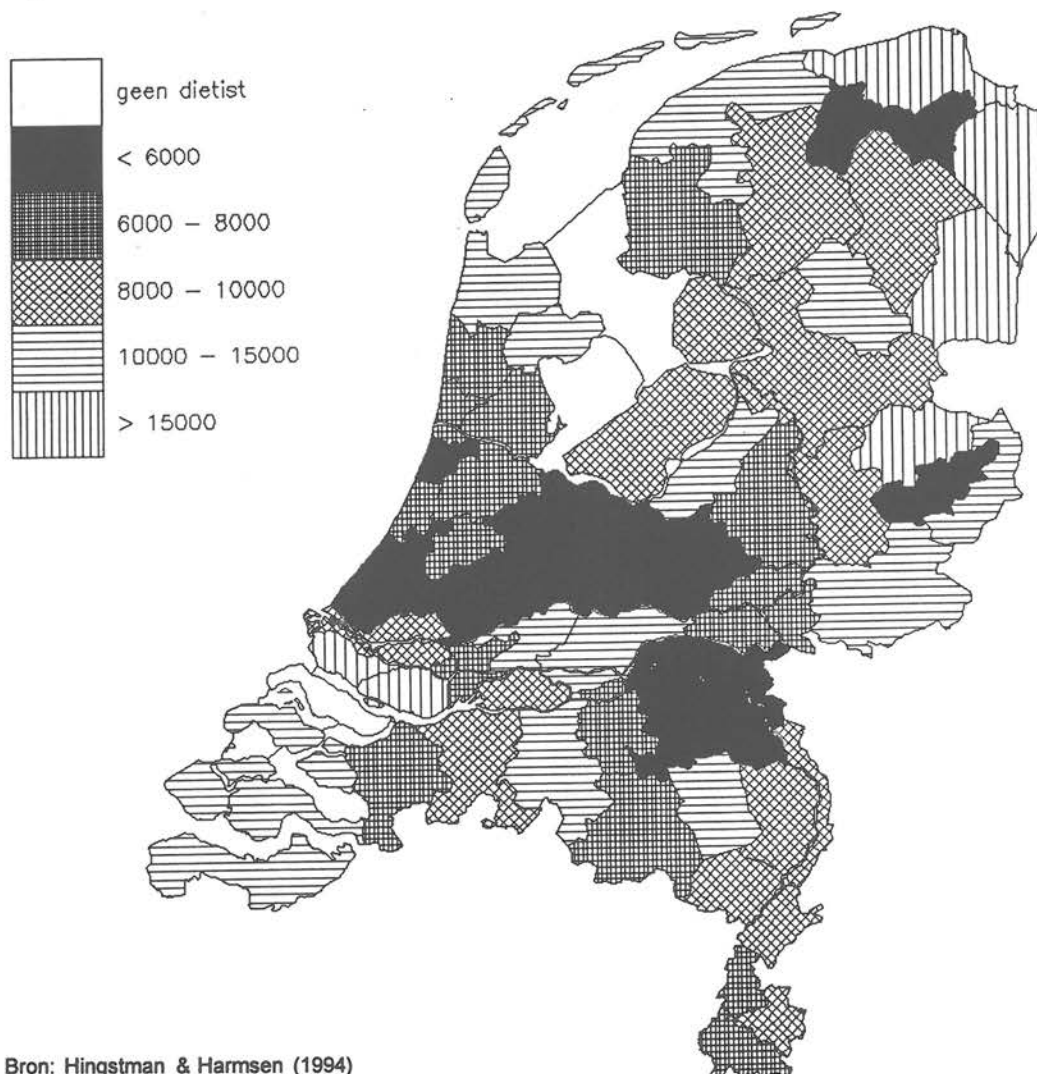 geen dietist
< 6000
6000 – 8000
8000 – 10000
10000 – 15000
> 15000
Bron: Hingstman & Harmsen (1994)